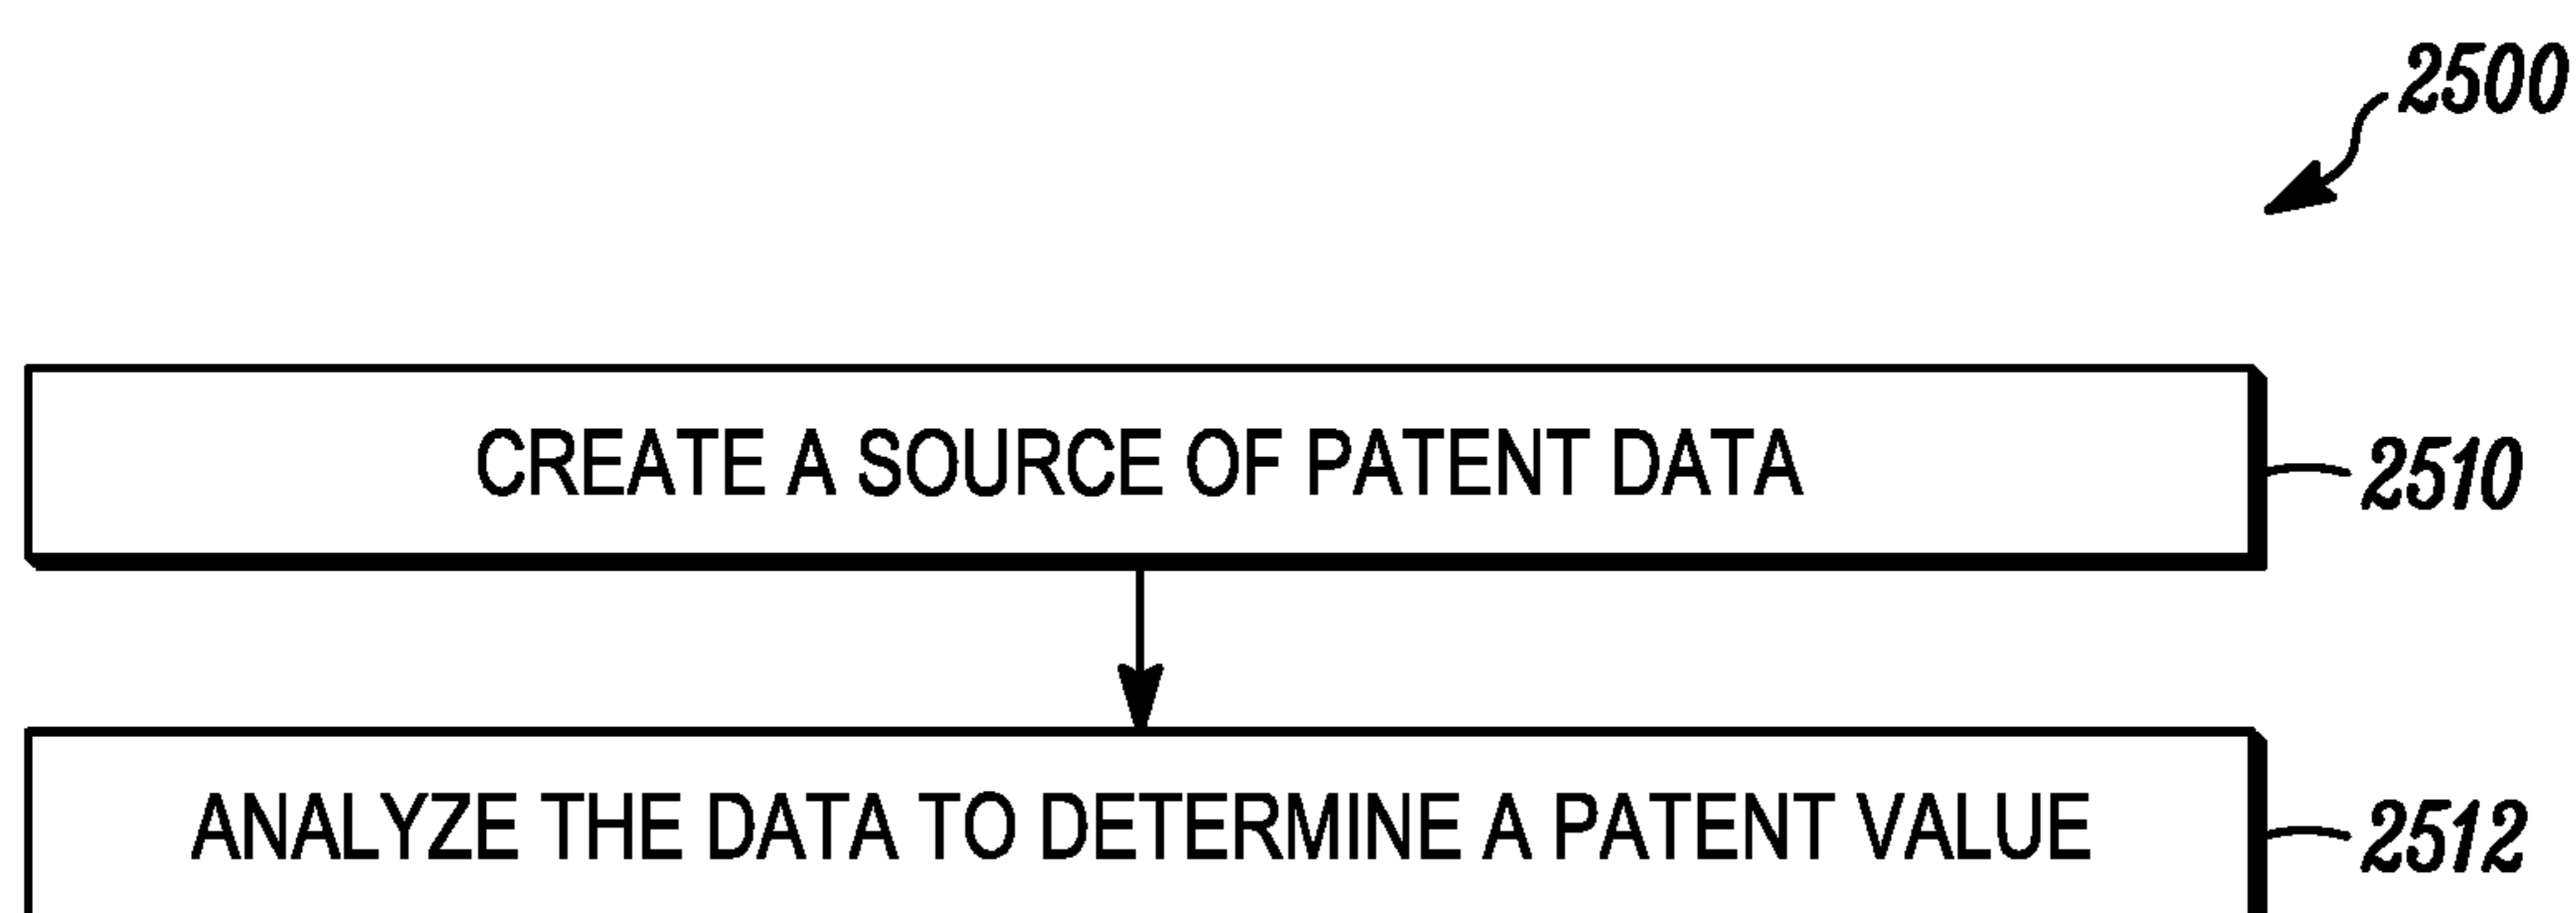 2500
CREATE A SOURCE OF PATENT DATA
2510
ANALYZE THE DATA TO DETERMINE A PATENT VALUE
2512